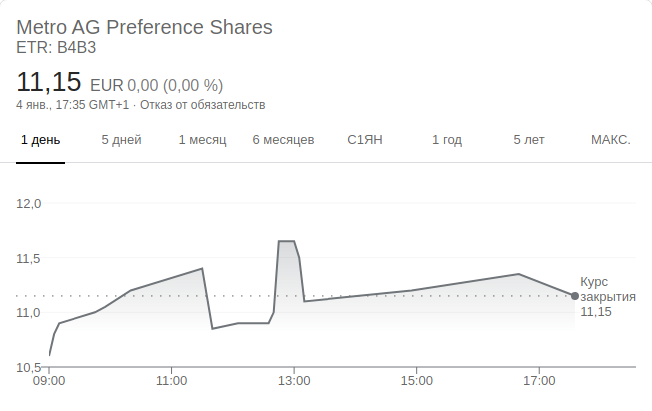 Metro AG Preference Shares
ETR: B4B3
11,15 EUR 0,00 (0,00 %)
4 янв., 17:35 GMT+1 · Отказ от обязательств
1 день 5 дней 1 месяц 6 месяцев С1ЯН 1 год 5 лет МАКС.
12,0
11,5
Курс
закрытия
11,15
11,0
10,5
09:00 11:00 13:00 15:00 17:00